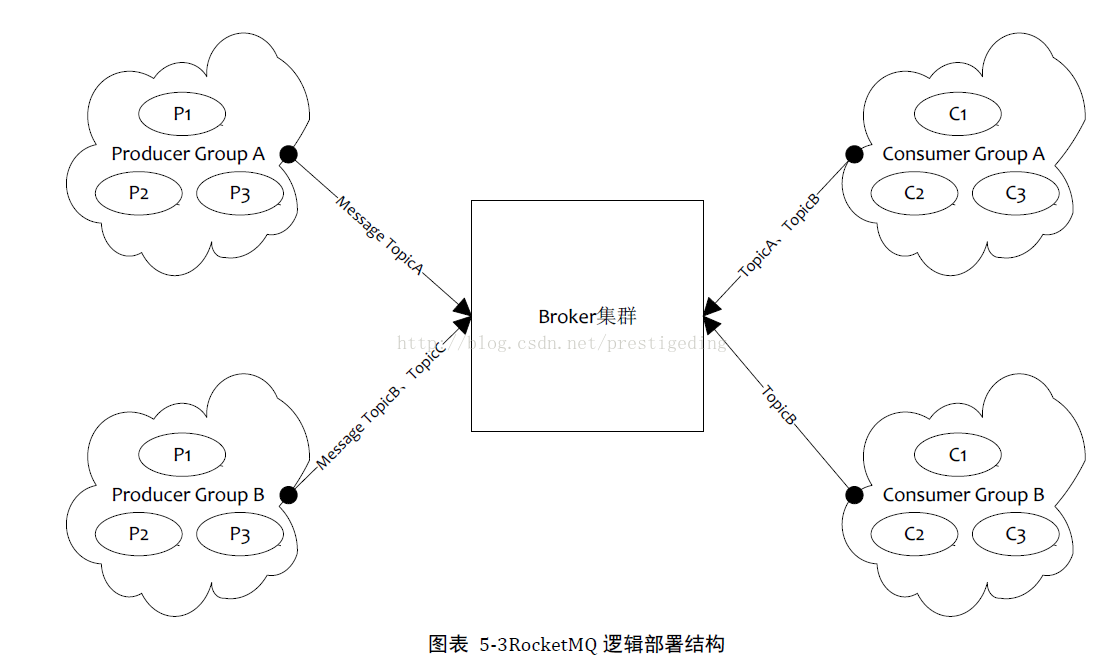 P1
Producer Group A
P2
P3
C1
Consumer Group A
C2
C3
Message TopicA
TopicA、TopicB
Broker集群
http://blog.csdn.net/prestigeding
Message TopicB、TopicC
TopicB
P1
Producer Group B
P2
P3
C1
Consumer Group B
C2
C3
图表 5-3RocketMQ 逻辑部署结构